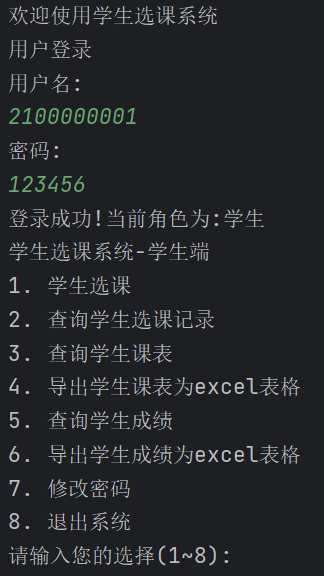 欢迎使用学生选课系统
用户登录
用户名:
2100000001
密码:
123456
登录成功!当前角色为:学生
学生选课系统-学生端
1. 学生选课
2. 查询学生选课记录
3. 查询学生课表
4. 导出学生课表为excel表格
5. 查询学生成绩
6. 导出学生成绩为excel表格
7. 修改密码
8. 退出系统
请输入您的选择(1~8):